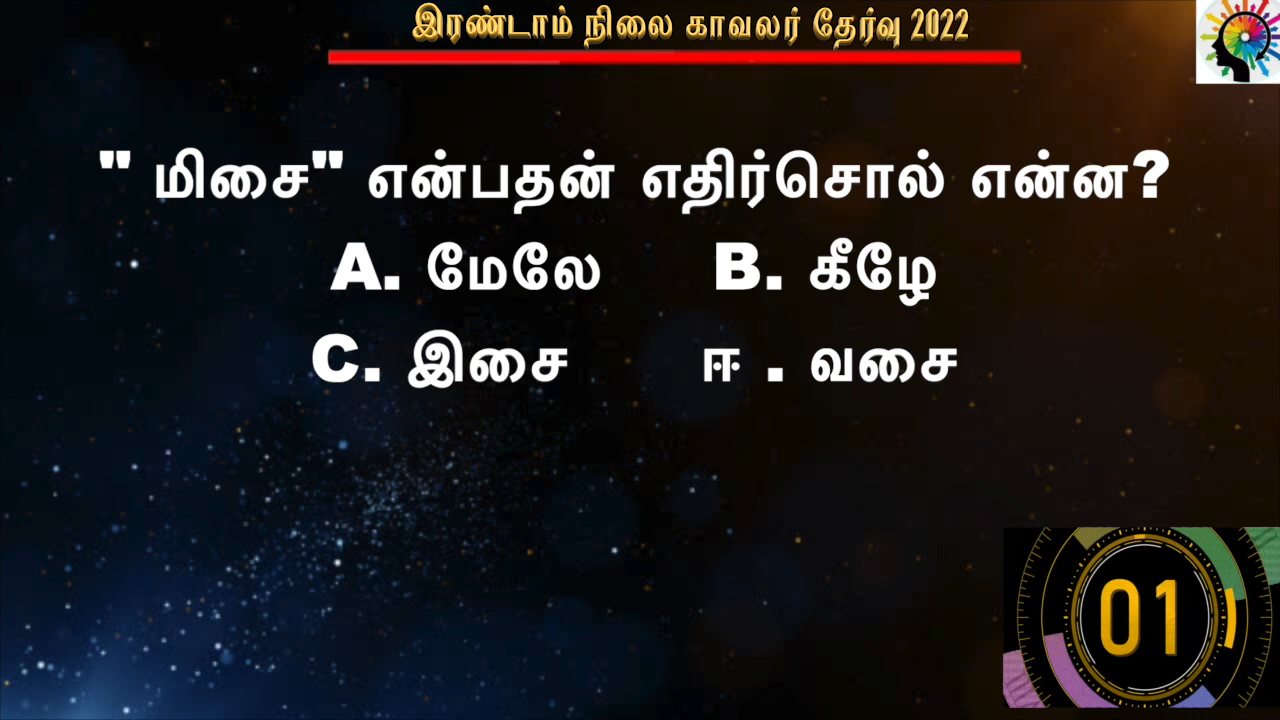 இரண்டாம் நிலை காவலர் தேர்வு 2022
" மிசை" என்பதன் எதிர்சொல் என்ன?
A. மேலே B. கீழே
C. இசை ஈ . வசை
01